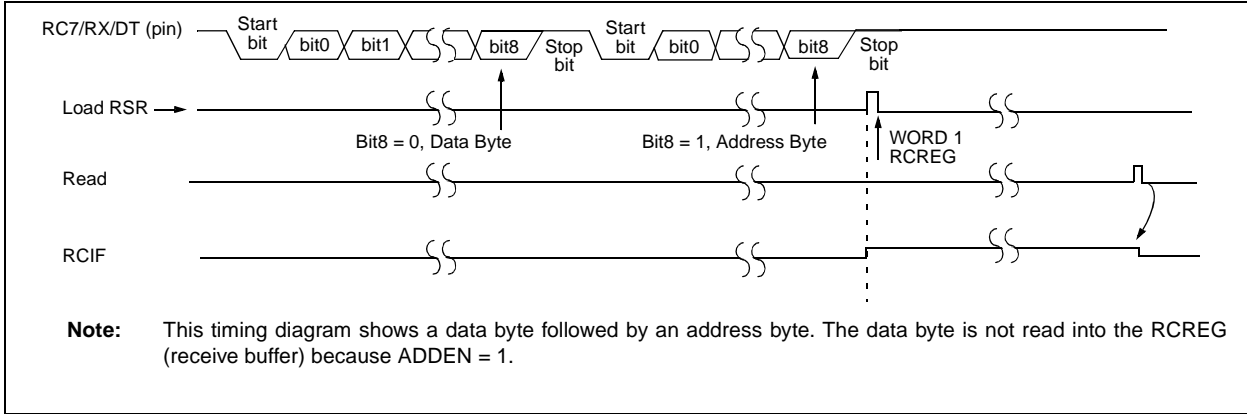 RC7/RX/DT (pin)
Start bit
bit0
bit1
bit8
Stop bit
Start bit
bit0
bit8
Stop bit
Load RSR
Bit8 = 0, Data Byte
Bit8 = 1, Address Byte
WORD 1
RCREG
Read
RCIF
Note: This timing diagram shows a data byte followed by an address byte. The data byte is not read into the RCREG
(receive buffer) because ADDEN = 1.